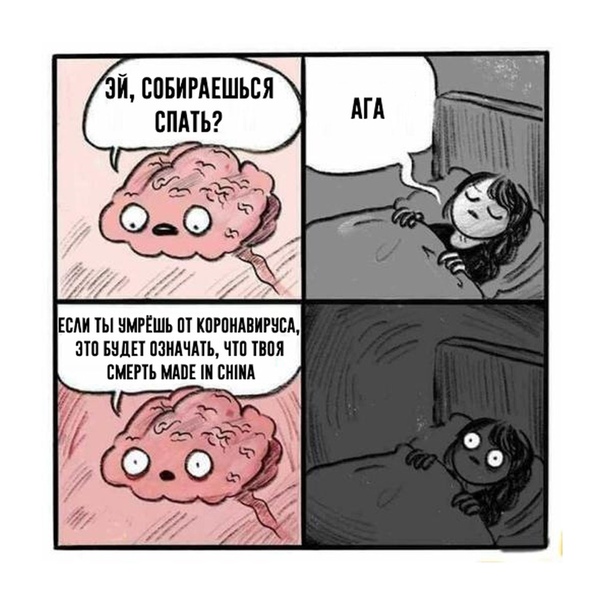 ЭЙ, СОБИРАЕШЬСЯ
СПАТЬ?
АГА
ЕСЛИ ТЫ УМРЁШЬ ОТ КОРОНАВИРУСА,
ЭТО БУДЕТ ОЗНАЧАТЬ, ЧТО ТВОЯ
СМЕРТЬ MADE IN CHINA